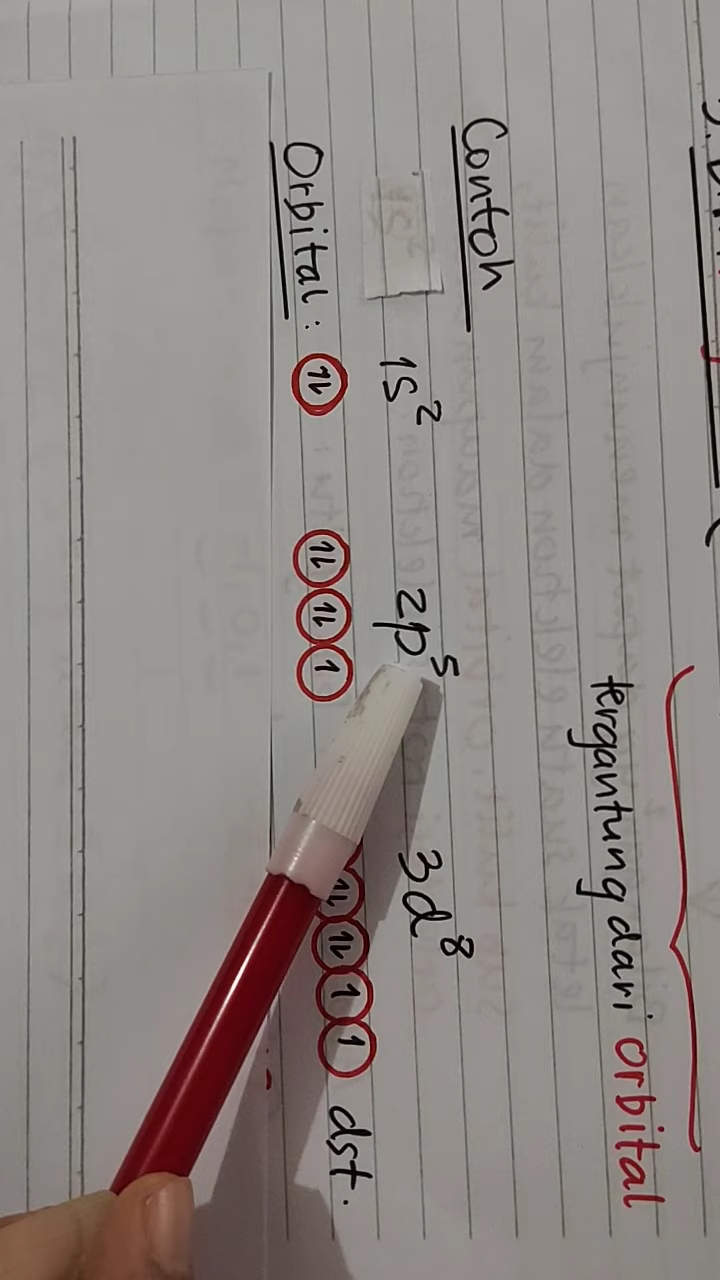 tergantung dari orbital
Contoh
1s² 2p⁵ 3d⁸
Orbital : ⥮ ⥮⥮↿ ⥮⥮↿↿ dst.